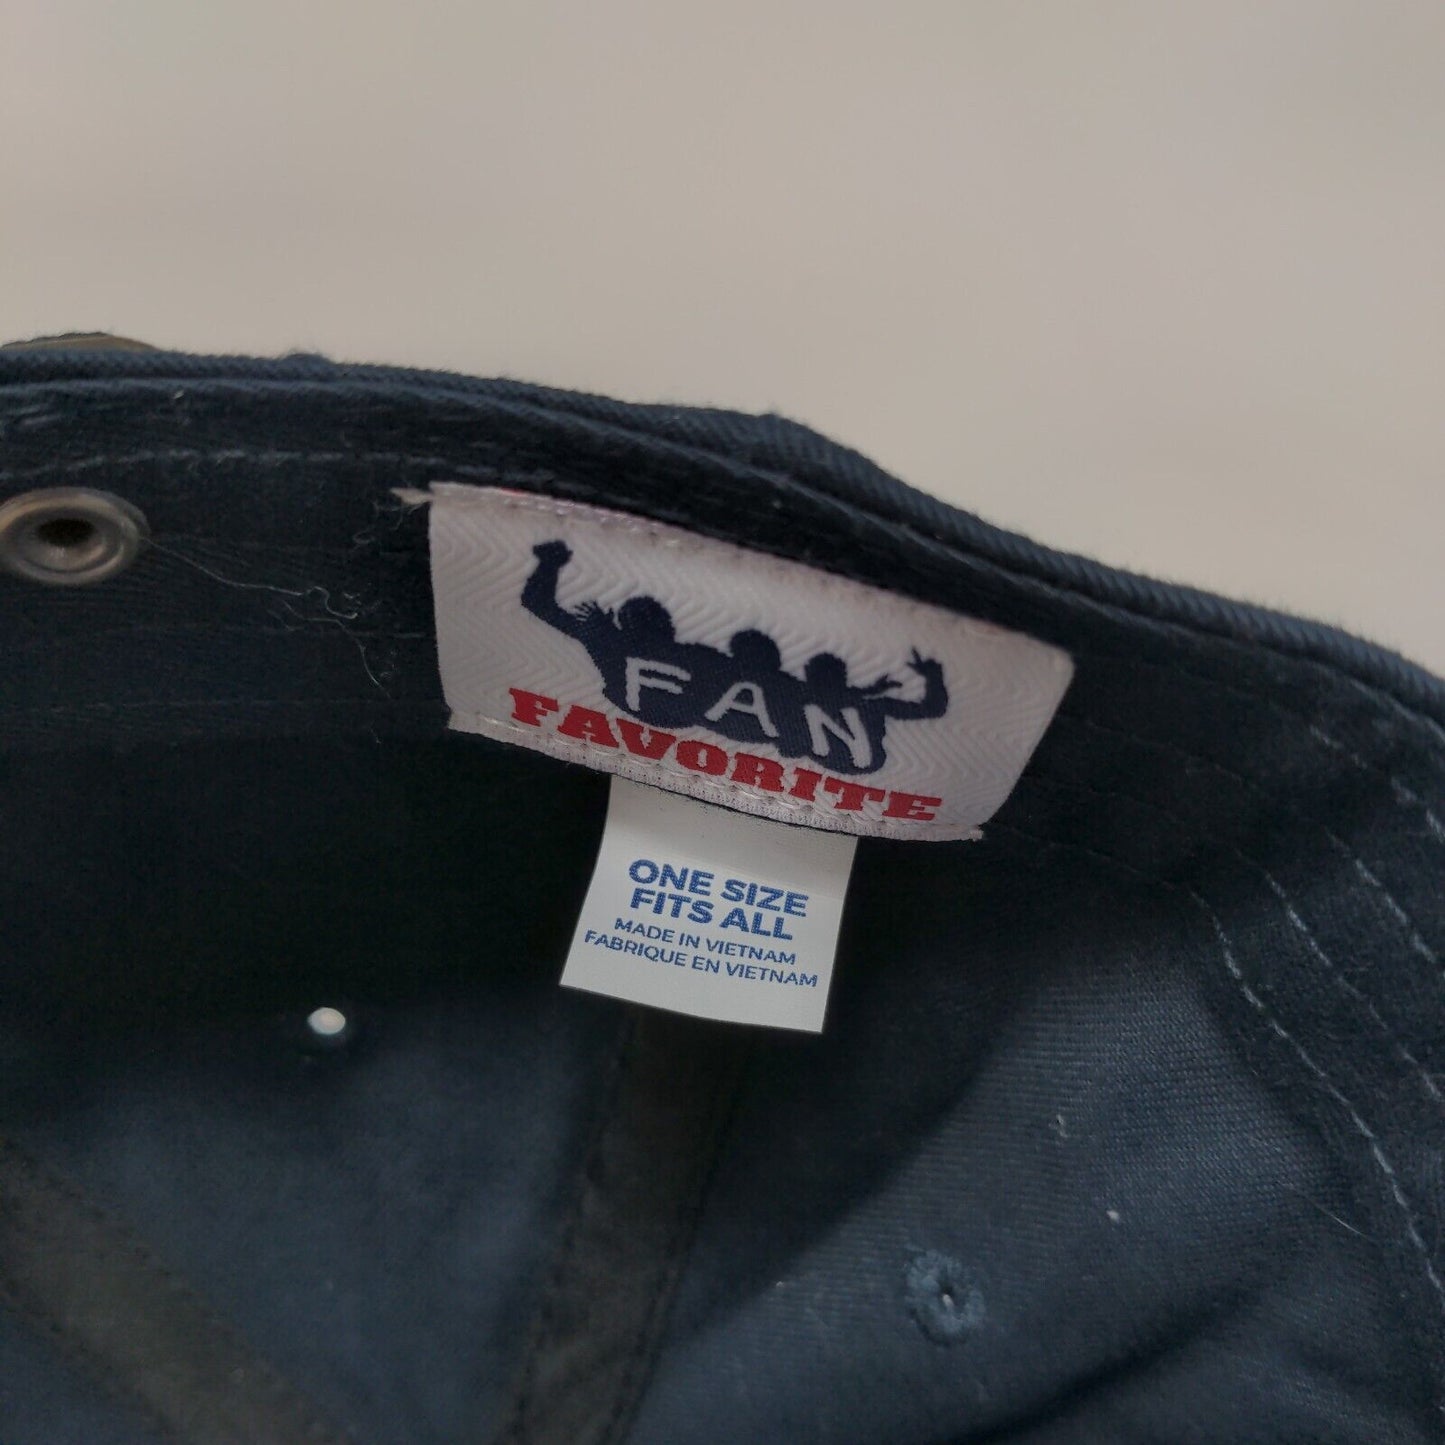 FAN
FAVORITE
ONE SIZE
FITS ALL
MADE IN VIETNAM
FABRIQUE EN VIETNAM